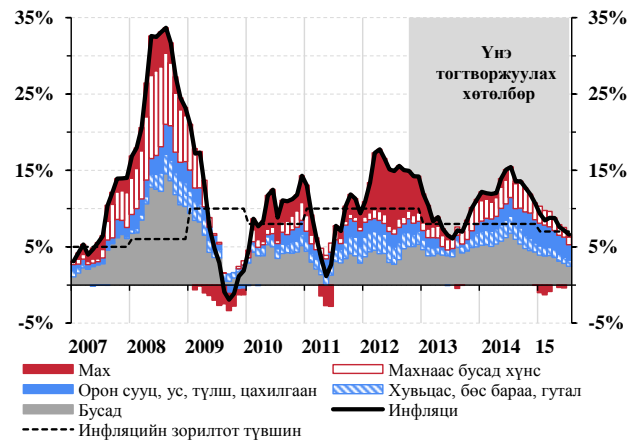 35%
35%
25%
25%
15%
15%
5%
5%
-5%
-5%
Үнэ
тогтворжуулах
хөтөлбөр
2007 2008 2009 2010 2011 2012 2013 2014 15
Мах
Махнаас бусад хүнс
Орон сууц, ус, түлш, цахилгаан
Хувьцас, бөс бараа, гутал
Бусад
Инфляци
Инфляцийн зорилтот түвшин